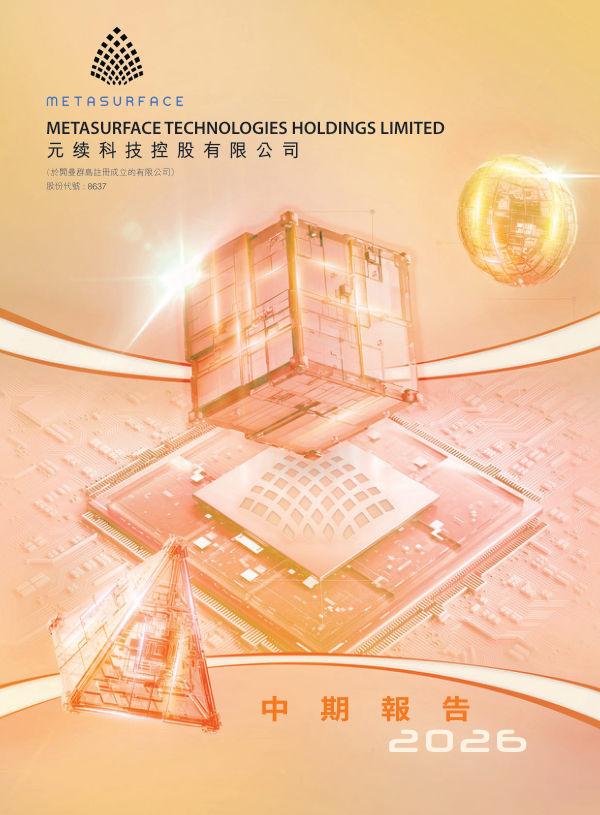 METASURFACE
METASURFACE TECHNOLOGIES HOLDINGS LIMITED
元续科技控股有限公司
（於開曼群島註冊成立的有限公司）
股份代號 : 8637
中期報告
2026